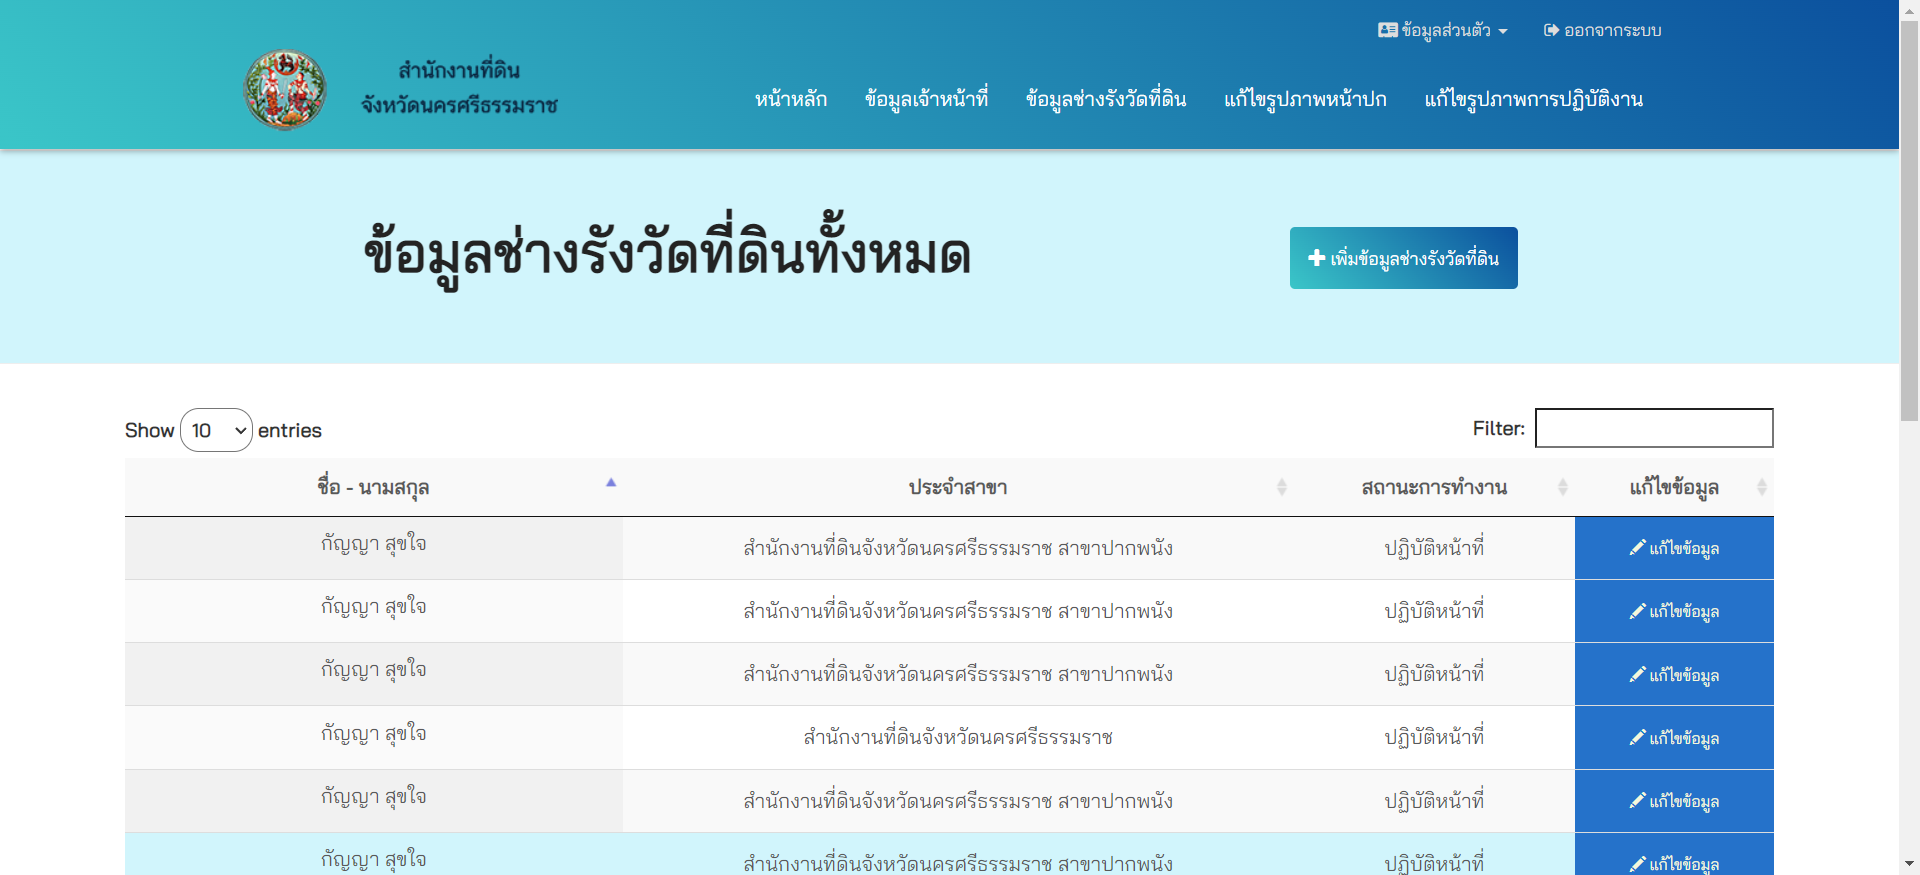 ข้อมูลส่วนตัว ออกจากระบบ
สำนักงานที่ดิน
จังหวัดนครศรีธรรมราช
หน้าหลัก ข้อมูลเจ้าหน้าที่ ข้อมูลช่างรังวัดที่ดิน แก้ไขรูปภาพหน้าปก แก้ไขรูปภาพการปฏิบัติงาน
ข้อมูลช่างรังวัดที่ดินทั้งหมด
เพิ่มข้อมูลช่างรังวัดที่ดิน
Show 10 entries Filter:
ชื่อ - นามสกุล ประจำสาขา สถานะการทำงาน แก้ไขข้อมูล
กัญญา สุขใจ สำนักงานที่ดินจังหวัดนครศรีธรรมราช สาขาปากพนัง ปฏิบัติหน้าที่ แก้ไขข้อมูล
กัญญา สุขใจ สำนักงานที่ดินจังหวัดนครศรีธรรมราช สาขาปากพนัง ปฏิบัติหน้าที่ แก้ไขข้อมูล
กัญญา สุขใจ สำนักงานที่ดินจังหวัดนครศรีธรรมราช สาขาปากพนัง ปฏิบัติหน้าที่ แก้ไขข้อมูล
กัญญา สุขใจ สำนักงานที่ดินจังหวัดนครศรีธรรมราช ปฏิบัติหน้าที่ แก้ไขข้อมูล
กัญญา สุขใจ สำนักงานที่ดินจังหวัดนครศรีธรรมราช สาขาปากพนัง ปฏิบัติหน้าที่ แก้ไขข้อมูล
กัญญา สุขใจ สำนักงานที่ดินจังหวัดนครศรีธรรมราช สาขาปากพนัง ปฏิบัติหน้าที่ แก้ไขข้อมูล